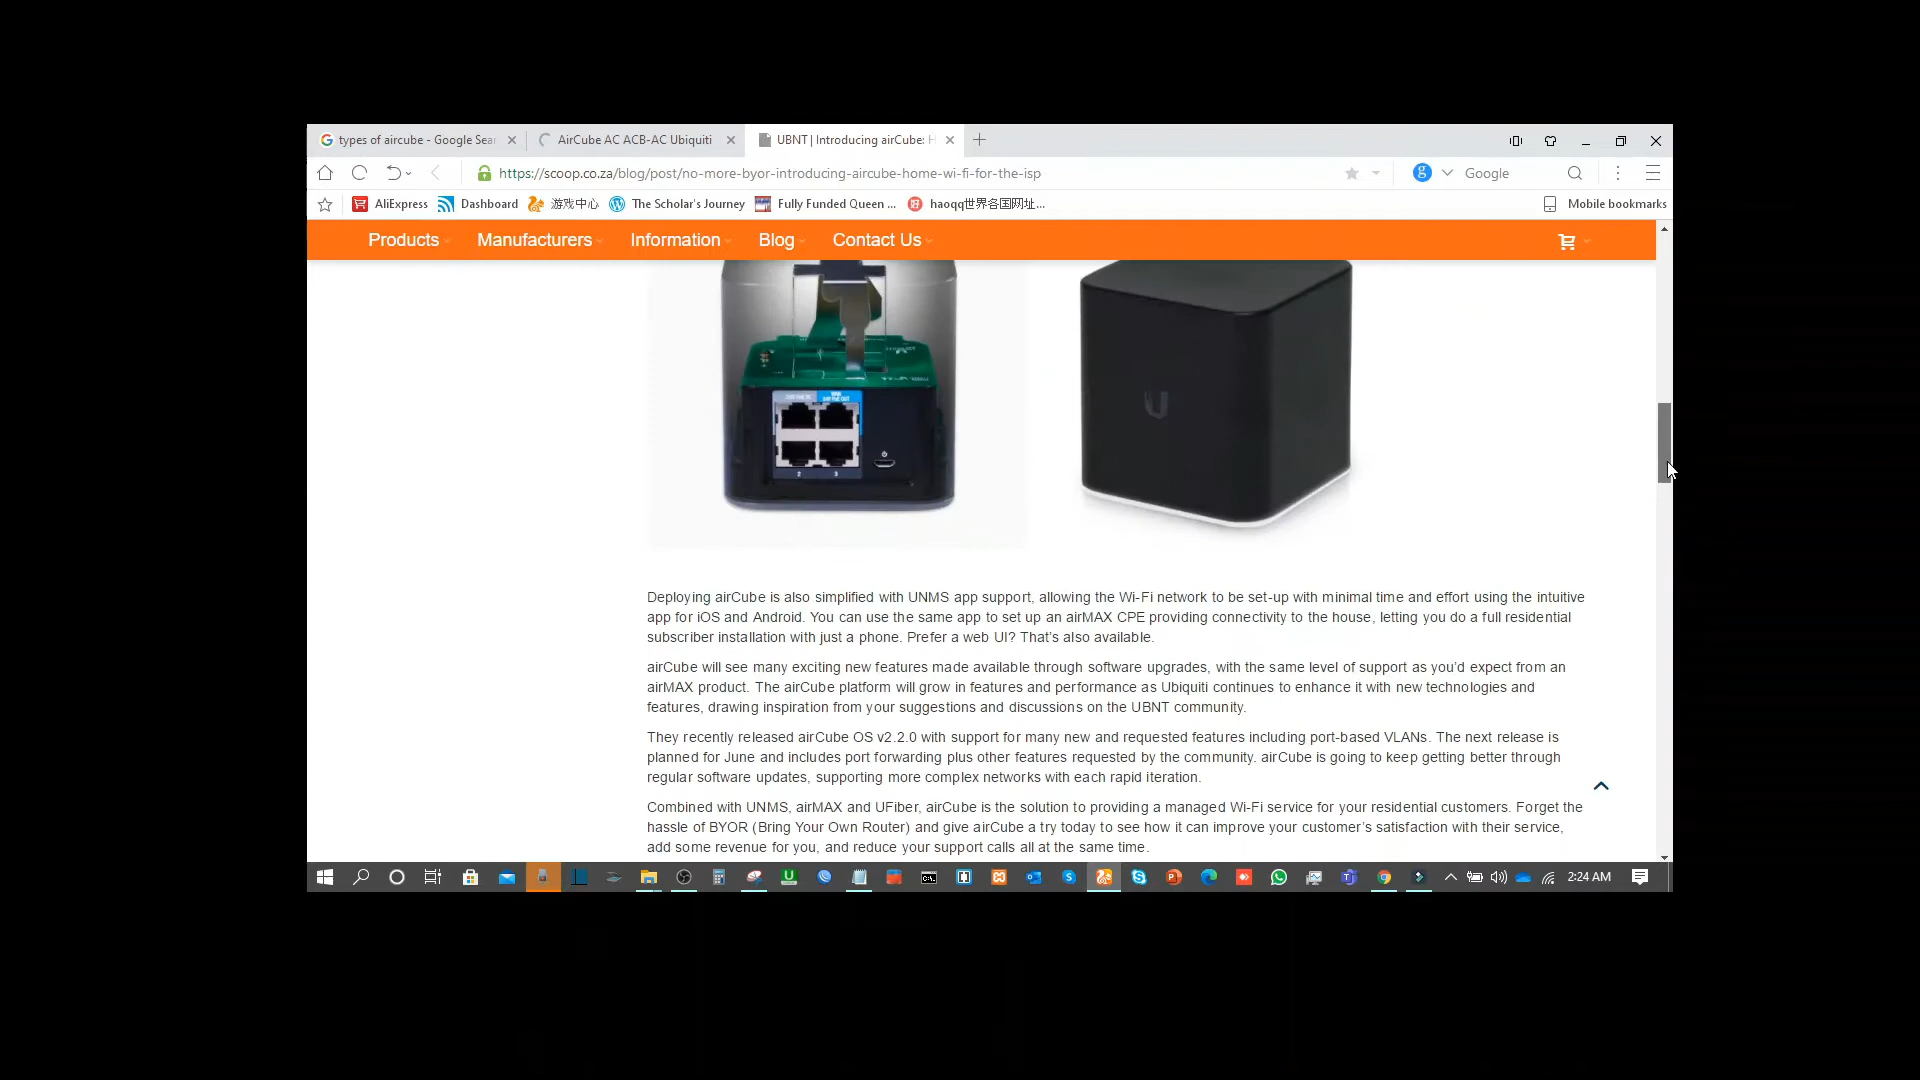 types of aircube - Google Sear
AirCube AC ACB-AC Ubiquiti
UBNT | Introducing airCube: H
https://scoop.co.za/blog/post/no-more-byor-introducing-aircube-home-wi-fi-for-the-isp
Google
AliExpress
Dashboard
游戏中心
The Scholar's Journey
Fully Funded Queen ...
haoqq世界各国网址...
Mobile bookmarks
Products
Manufacturers
Information
Blog
Contact Us
2
3
Deploying airCube is also simplified with UNMS app support, allowing the Wi-Fi network to be set-up with minimal time and effort using the intuitive
app for iOS and Android. You can use the same app to set up an airMAX CPE providing connectivity to the house, letting you do a full residential
subscriber installation with just a phone. Prefer a web UI? That's also available.
airCube will see many exciting new features made available through software upgrades, with the same level of support as you'd expect from an
airMAX product. The airCube platform will grow in features and performance as Ubiquiti continues to enhance it with new technologies and
features, drawing inspiration from your suggestions and discussions on the UBNT community.
They recently released airCube OS v2.2.0 with support for many new and requested features including port-based VLANs. The next release is
planned for June and includes port forwarding plus other features requested by the community. airCube is going to keep getting better through
regular software updates, supporting more complex networks with each rapid iteration.
Combined with UNMS, airMAX and UFiber, airCube is the solution to providing a managed Wi-Fi service for your residential customers. Forget the
hassle of BYOR (Bring Your Own Router) and give airCube a try today to see how it can improve your customer's satisfaction with their service,
add some revenue for you, and reduce your support calls all at the same time.
2:24 AM